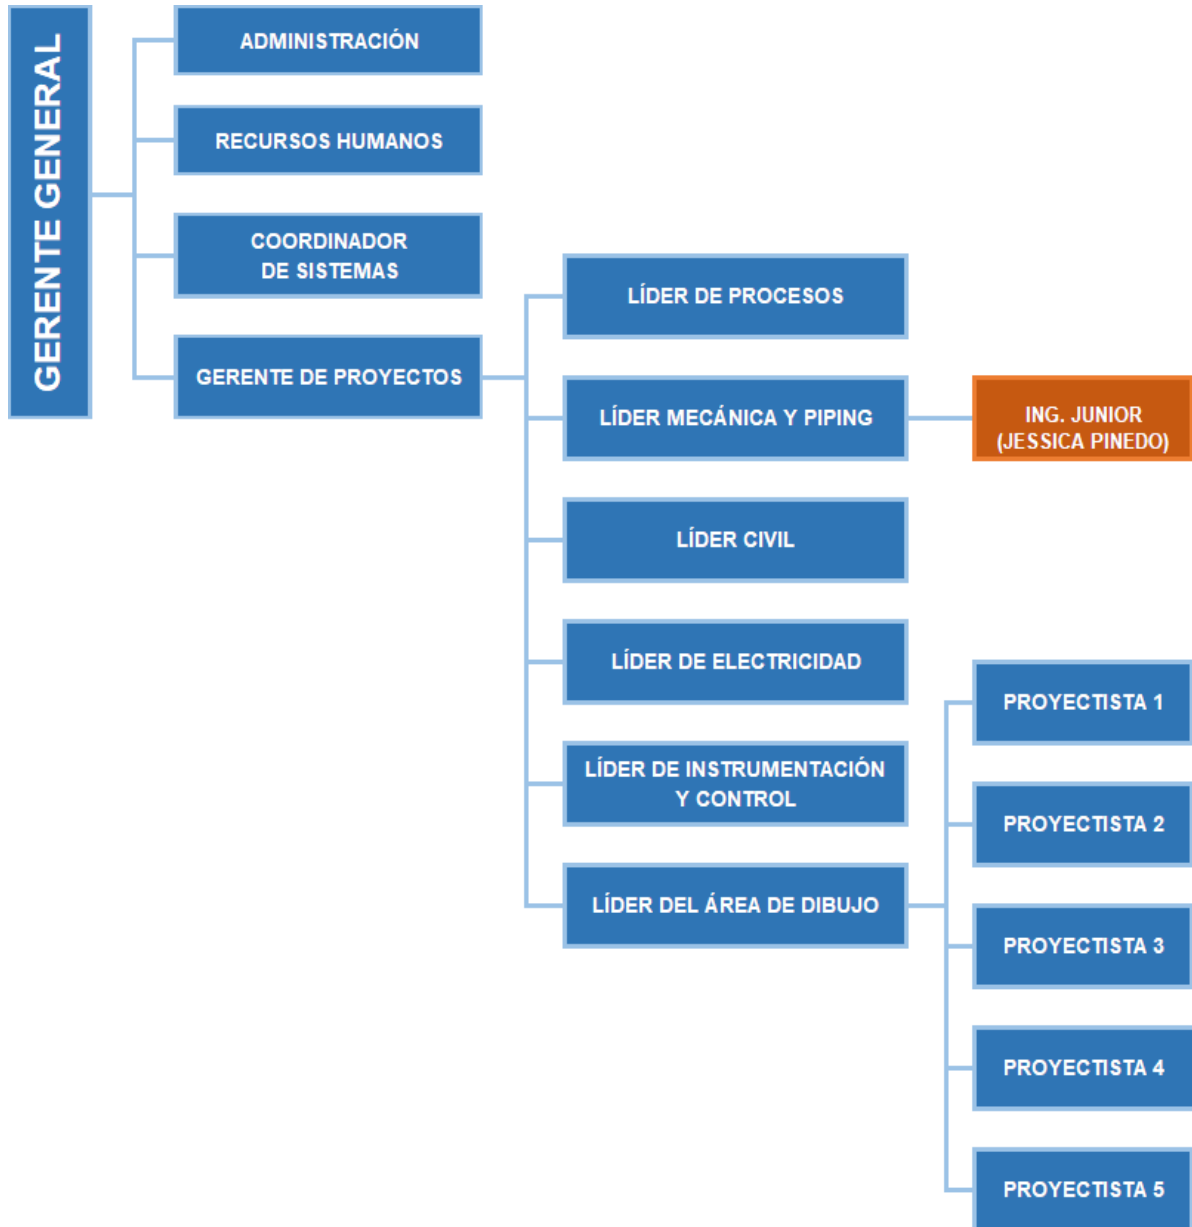 GERENTE GENERAL
ADMINISTRACIÓN
RECURSOS HUMANOS
COORDINADOR
DE SISTEMAS
GERENTE DE PROYECTOS
LÍDER DE PROCESOS
LÍDER MECÁNICA Y PIPING
ING. JUNIOR
(JESSICA PINEDO)
LÍDER CIVIL
LÍDER DE ELECTRICIDAD
LÍDER DE INSTRUMENTACIÓN
Y CONTROL
LÍDER DEL ÁREA DE DIBUJO
PROYECTISTA 1
PROYECTISTA 2
PROYECTISTA 3
PROYECTISTA 4
PROYECTISTA 5